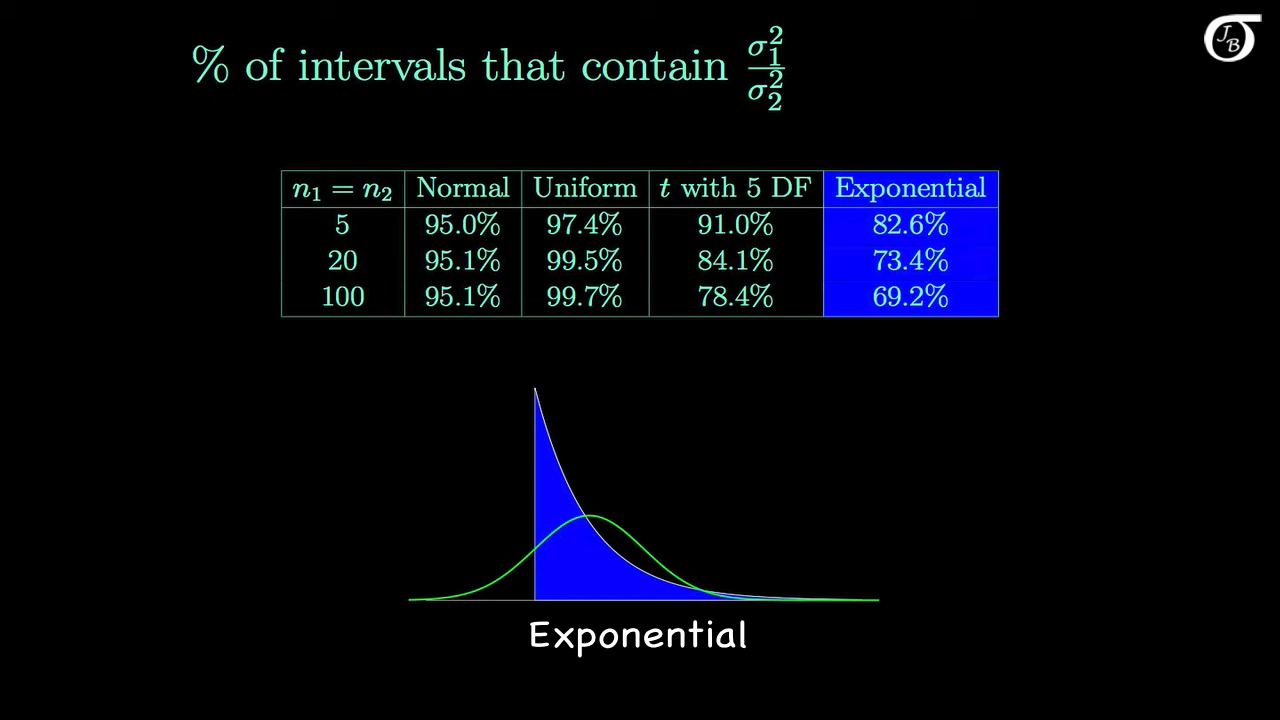 JB
% of intervals that contain σ₁²/σ₂²
n₁ = n₂ Normal Uniform t with 5 DF Exponential
5 95.0% 97.4% 91.0% 82.6%
20 95.1% 99.5% 84.1% 73.4%
100 95.1% 99.7% 78.4% 69.2%
Exponential